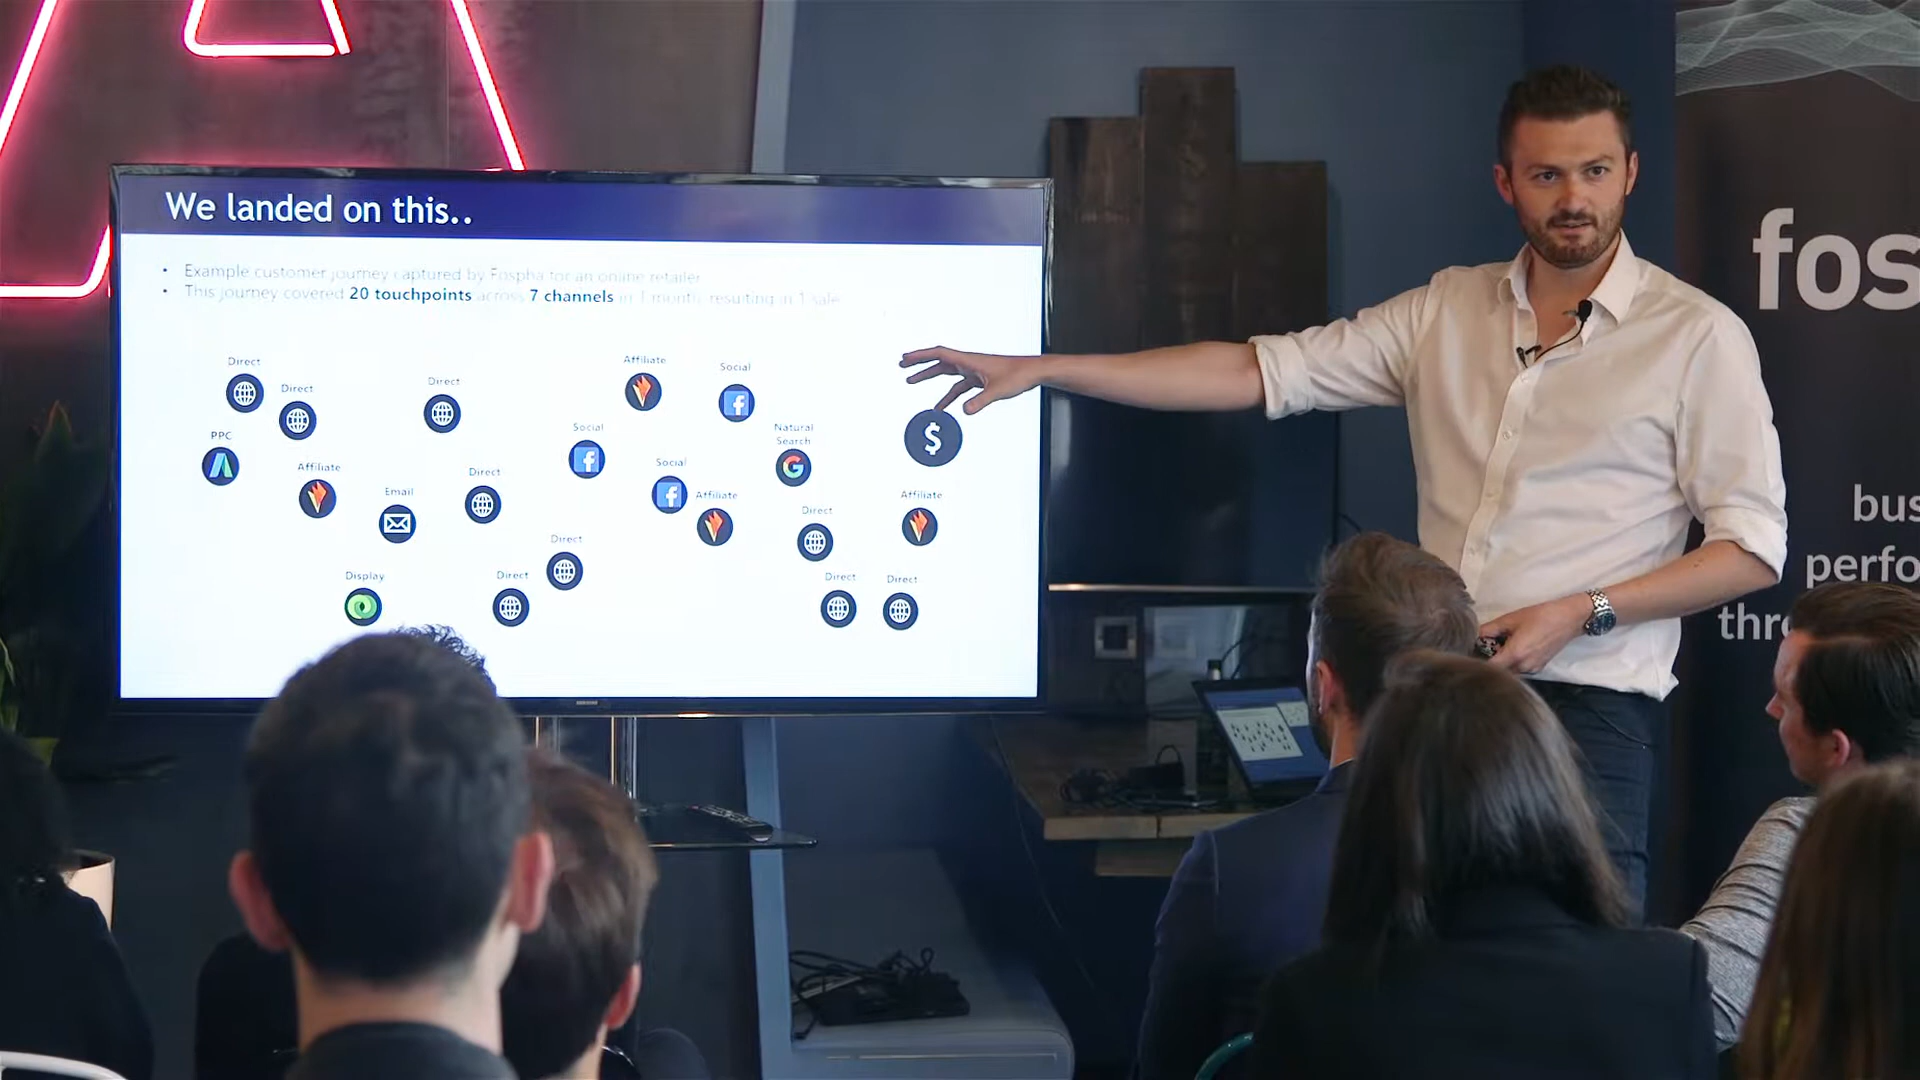 We landed on this..
• Example customer journey captured by Fospha for an online retailer
• This journey covered 20 touchpoints across 7 channels in 1 month, resulting in 1 sale
Direct
Direct
Direct
Affiliate
Social
PPC
Affiliate
Email
Direct
Social
Social
Affiliate
Natural
Search
$
Affiliate
Direct
Display
Direct
Direct
Direct
Direct
fos
bus
perfo
thro